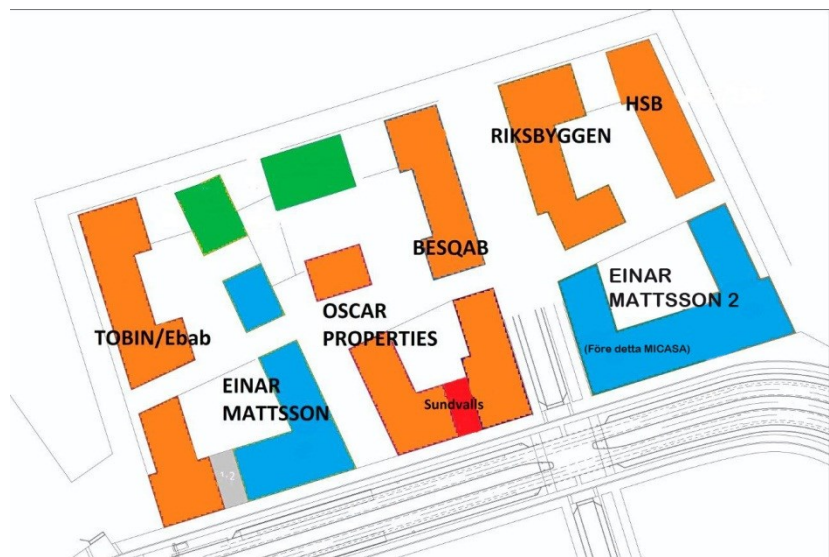 HSB
RIKSBYGGEN
BESQAB
EINAR
MATTSSON 2
(Före detta MICASA)
OSCAR
PROPERTIES
TOBIN/Ebab
EINAR
MATTSSON
Sundvalls
1-2